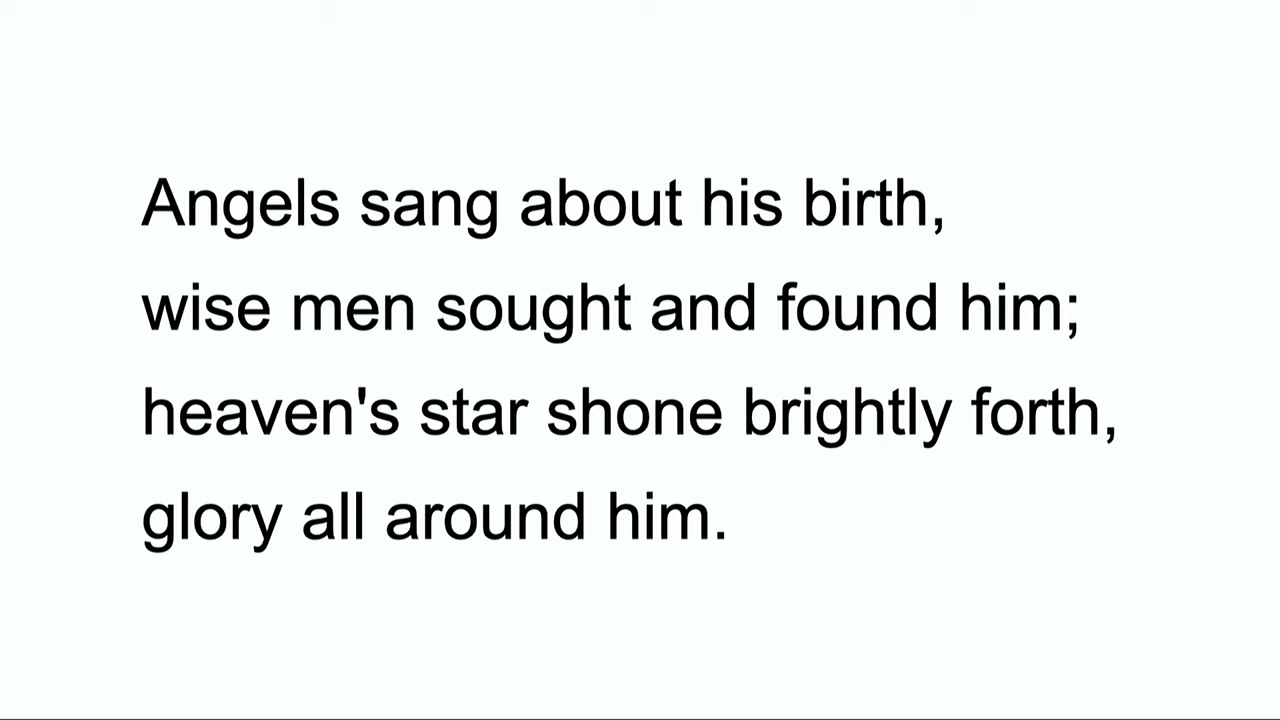 Angels sang about his birth,
wise men sought and found him;
heaven's star shone brightly forth,
glory all around him.